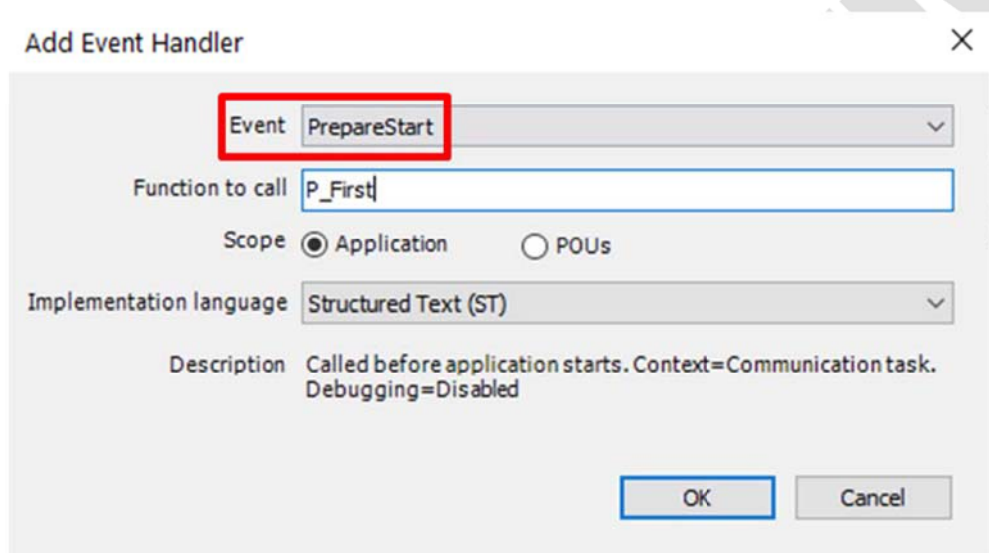 Add Event Handler
Event PrepareStart
Function to call P_First
Scope Application POUs
Implementation language Structured Text (ST)
Description Called before application starts. Context=Communication task.
Debugging=Disabled
OK Cancel